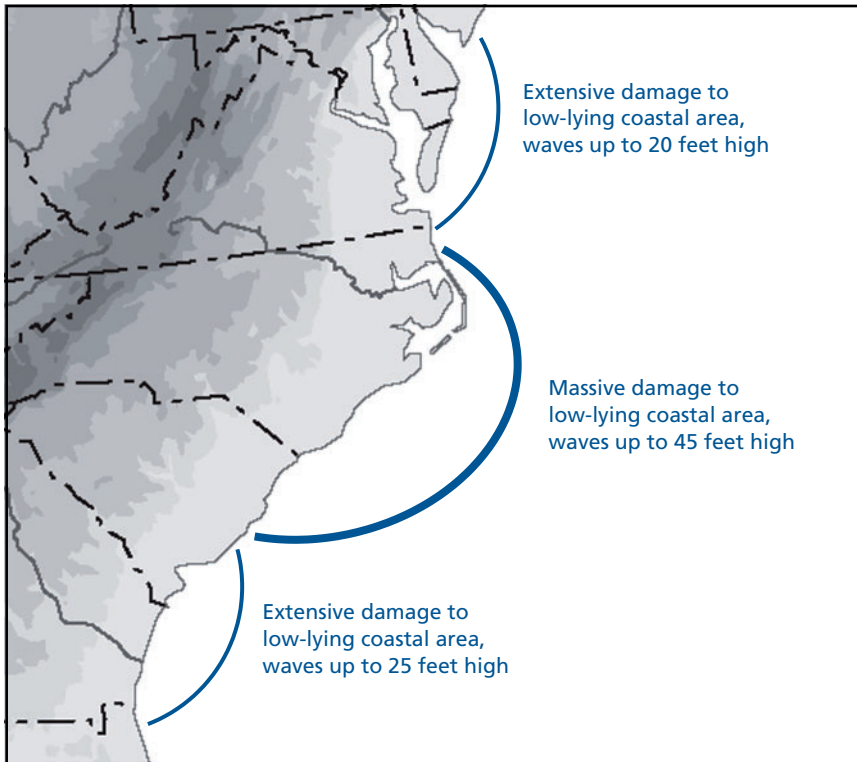 Extensive damage to
low-lying coastal area,
waves up to 20 feet high
Massive damage to
low-lying coastal area,
waves up to 45 feet high
Extensive damage to
low-lying coastal area,
waves up to 25 feet high